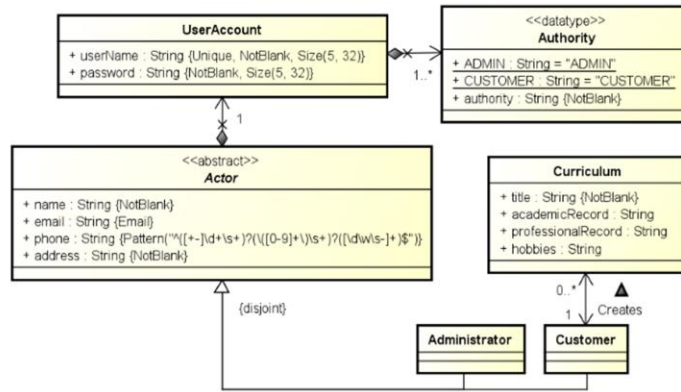 UserAccount
+ userName : String {Unique, NotBlank, Size(5, 32)}
+ password : String {NotBlank, Size(5, 32)}
<<datatype>>
Authority
+ ADMIN : String = "ADMIN"
+ CUSTOMER : String = "CUSTOMER"
+ authority : String {NotBlank}
1..*
1
<<abstract>>
Actor
+ name : String {NotBlank}
+ email : String {Email}
+ phone : String {Pattern("^([+-]\d+\s+)?(\([0-9]+\)\s+)?([\d\w\s-]+)$")}
+ address : String {NotBlank}
Curriculum
+ title : String {NotBlank}
+ academicRecord : String
+ professionalRecord : String
+ hobbies : String
0..*
Creates
1
{disjoint}
Administrator
Customer